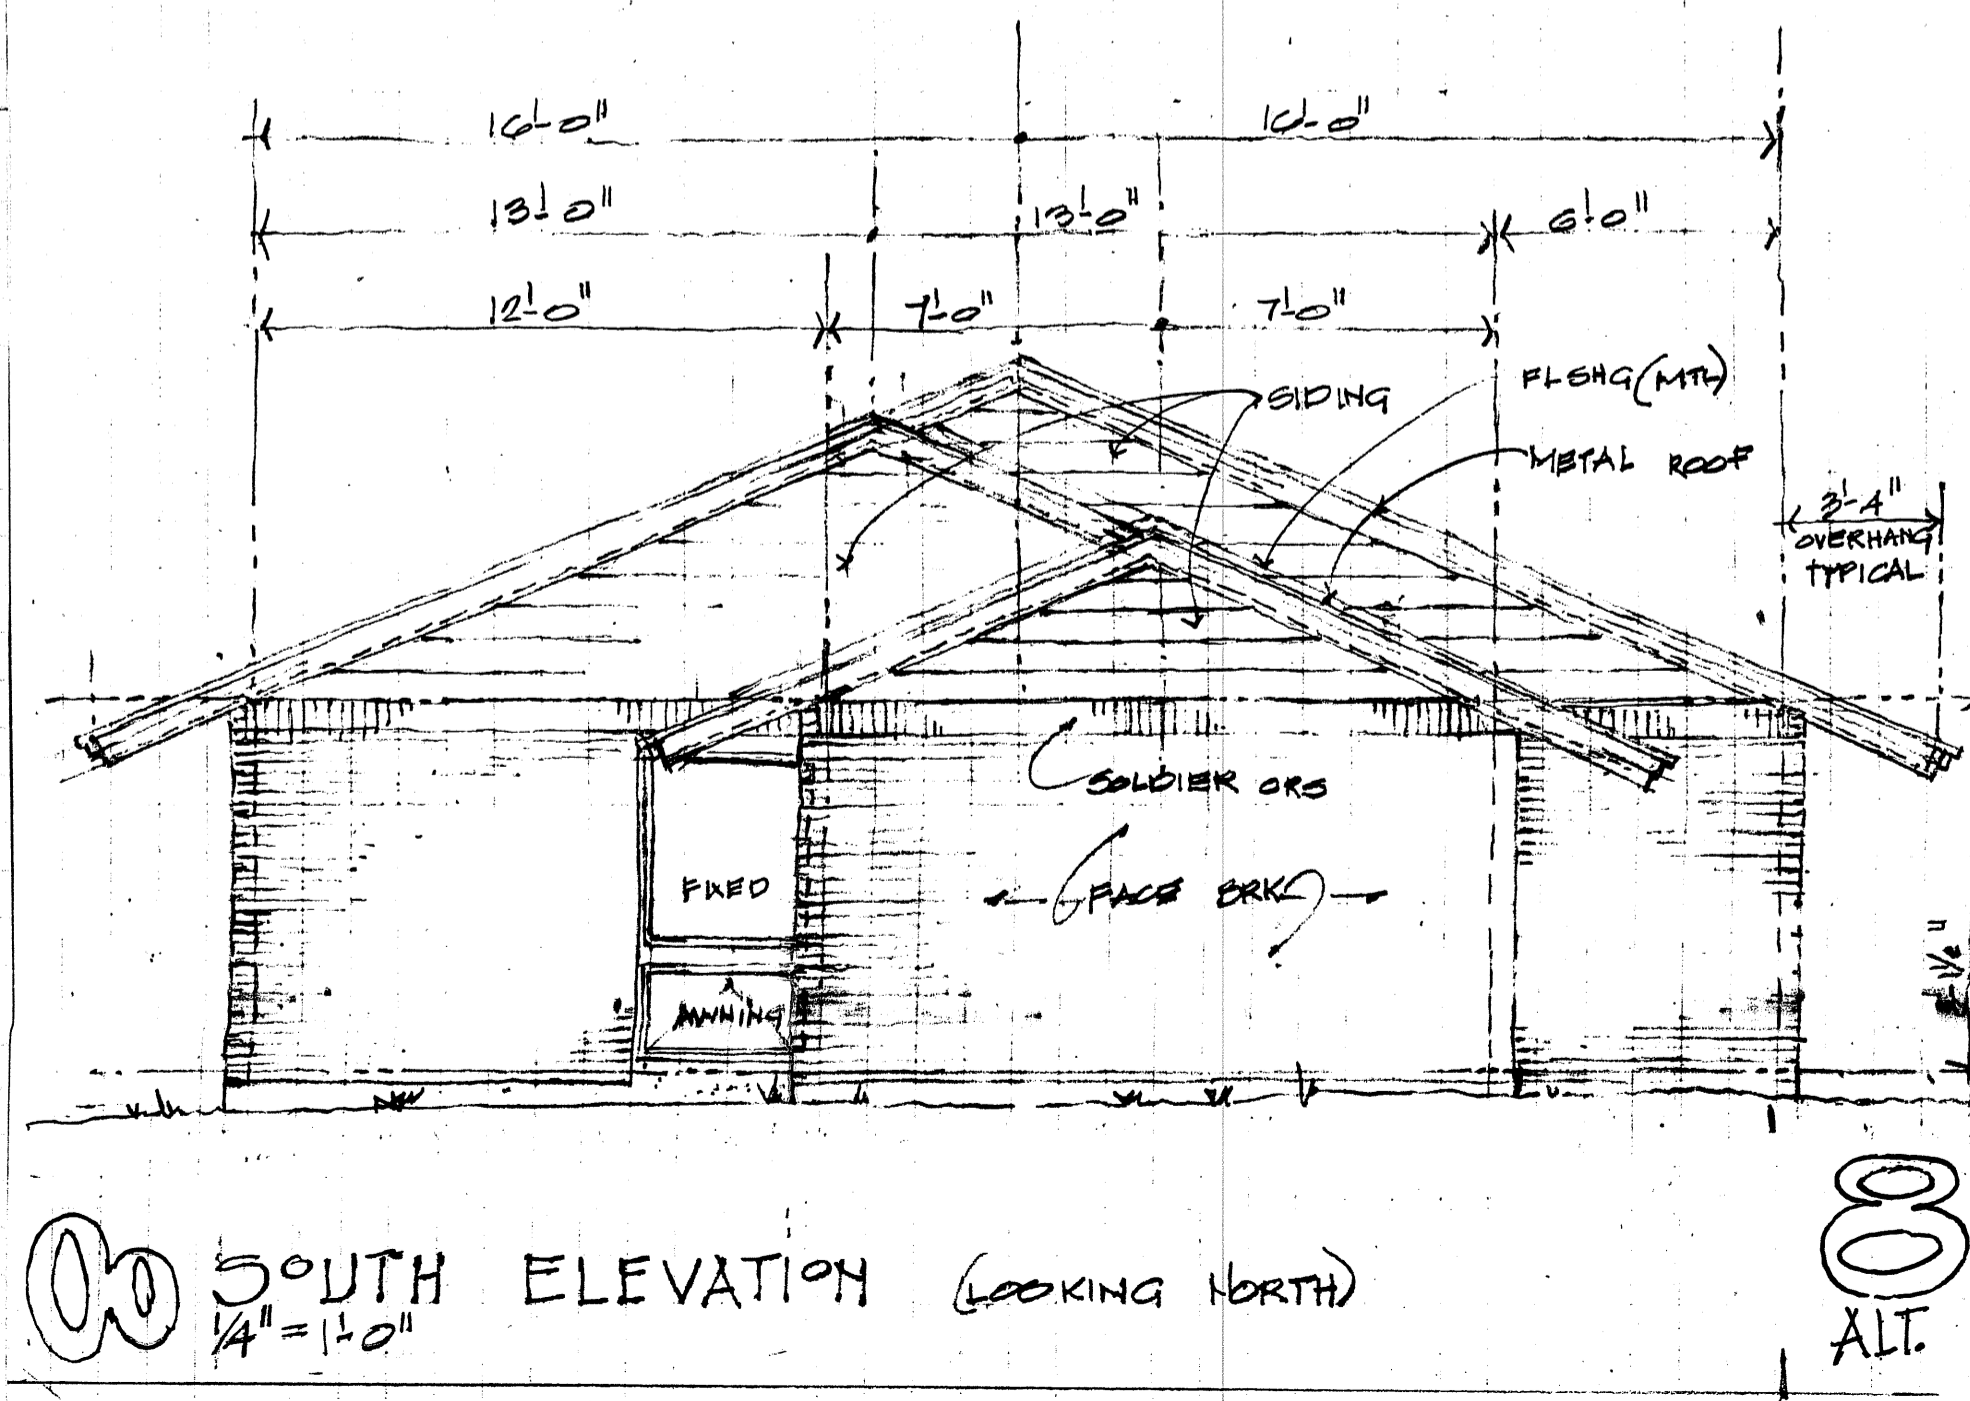 16'-0" 16'-0"
13'-0" 13'-0" 6'-0"
12'-0" 7'-0" 7'-0"
SIDING
FLSHG (MTL)
METAL ROOF
3'-4"
OVERHANG
TYPICAL
SOLDIER CRS
FACE BRK
FIXED
AWNING
8 SOUTH ELEVATION (LOOKING NORTH)
1/4" = 1'-0"
8
ALT.